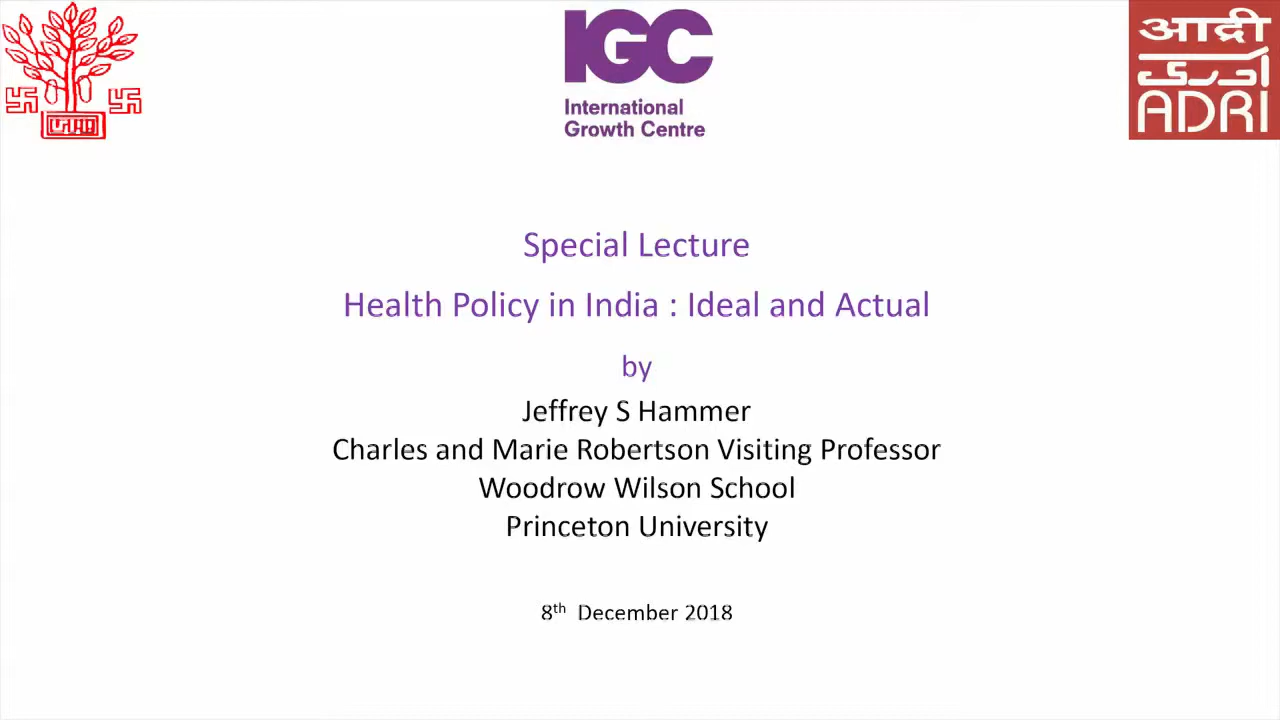 IGC
International
Growth Centre
आद्री
ادری
ADRI
Special Lecture
Health Policy in India : Ideal and Actual
by
Jeffrey S Hammer
Charles and Marie Robertson Visiting Professor
Woodrow Wilson School
Princeton University
8th December 2018